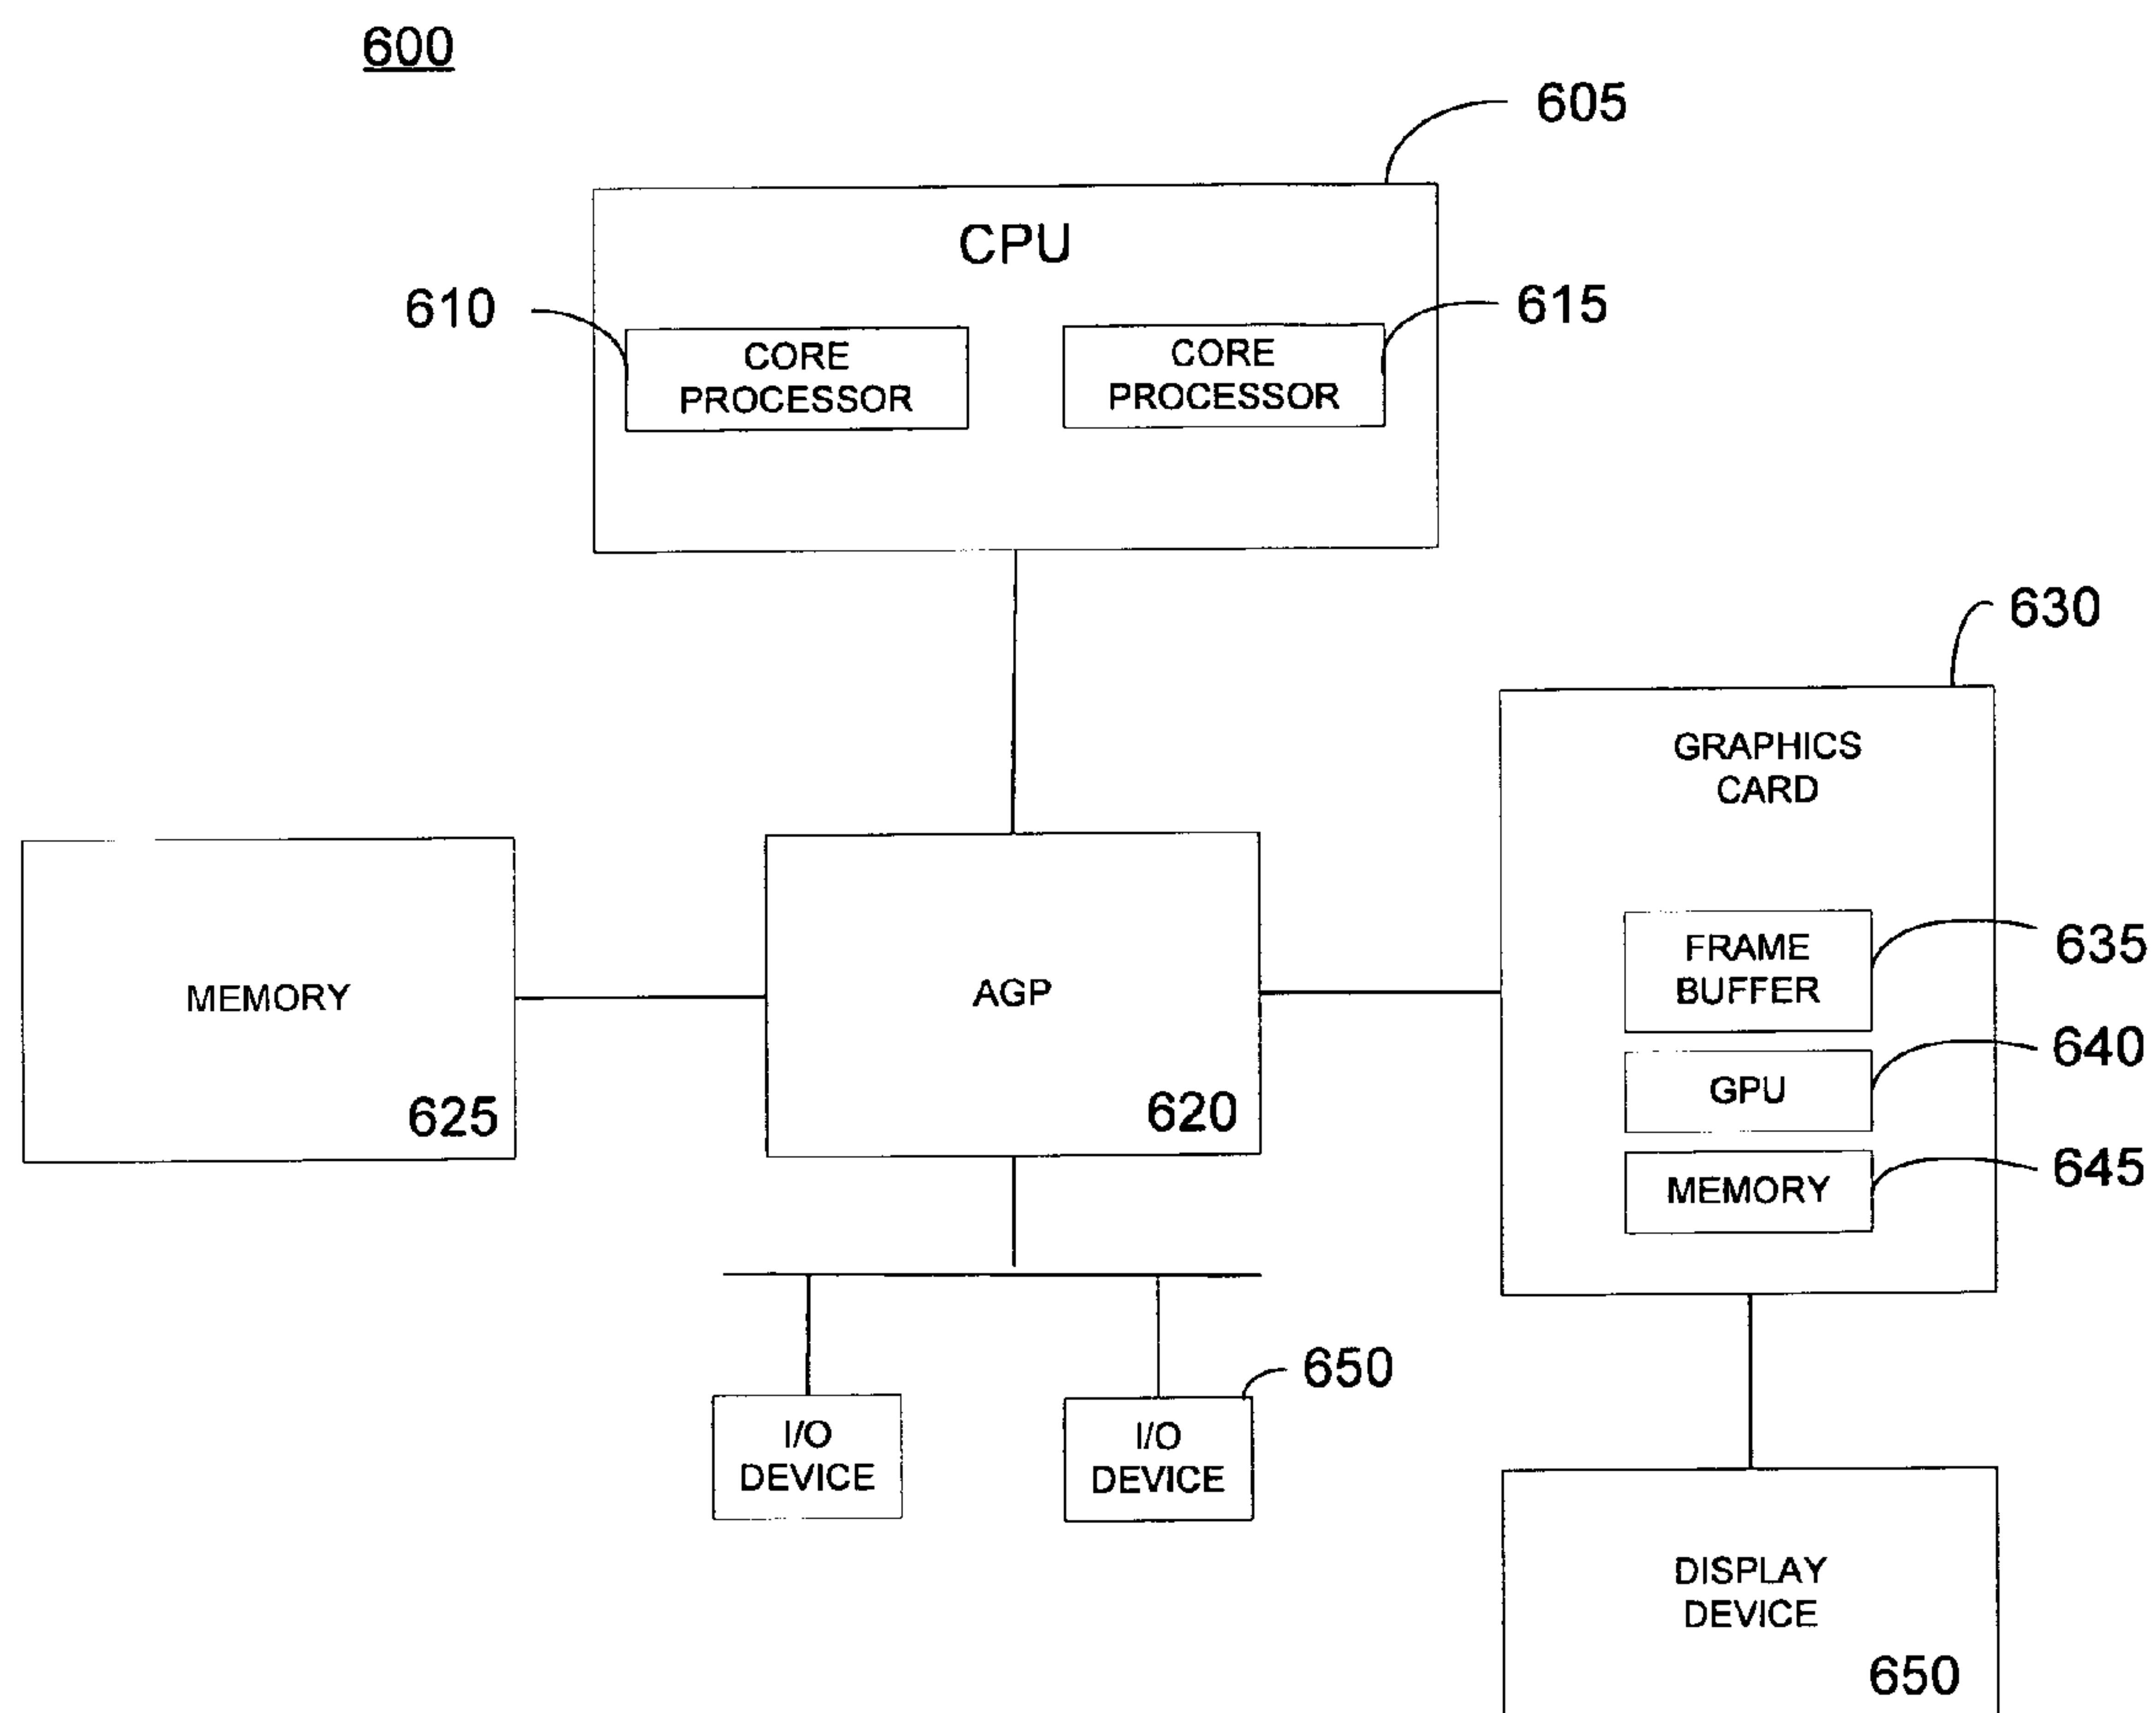 600
605
CPU
610
615
CORE
PROCESSOR
CORE
PROCESSOR
630
GRAPHICS
CARD
MEMORY
625
AGP
620
FRAME
BUFFER
635
GPU
640
MEMORY
645
650
I/O
DEVICE
I/O
DEVICE
DISPLAY
DEVICE
650